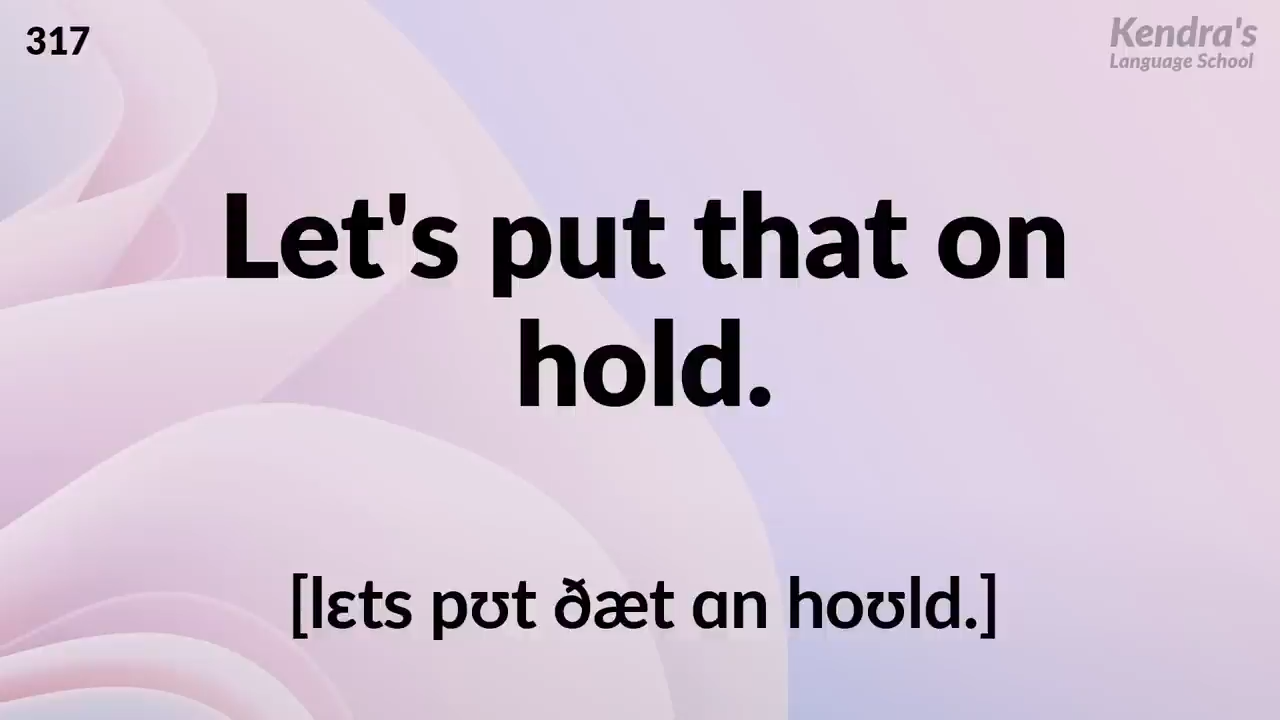 317
Kendra's
Language School
Let's put that on
hold.
[lɛts pʊt ðæt ɑn hoʊld.]